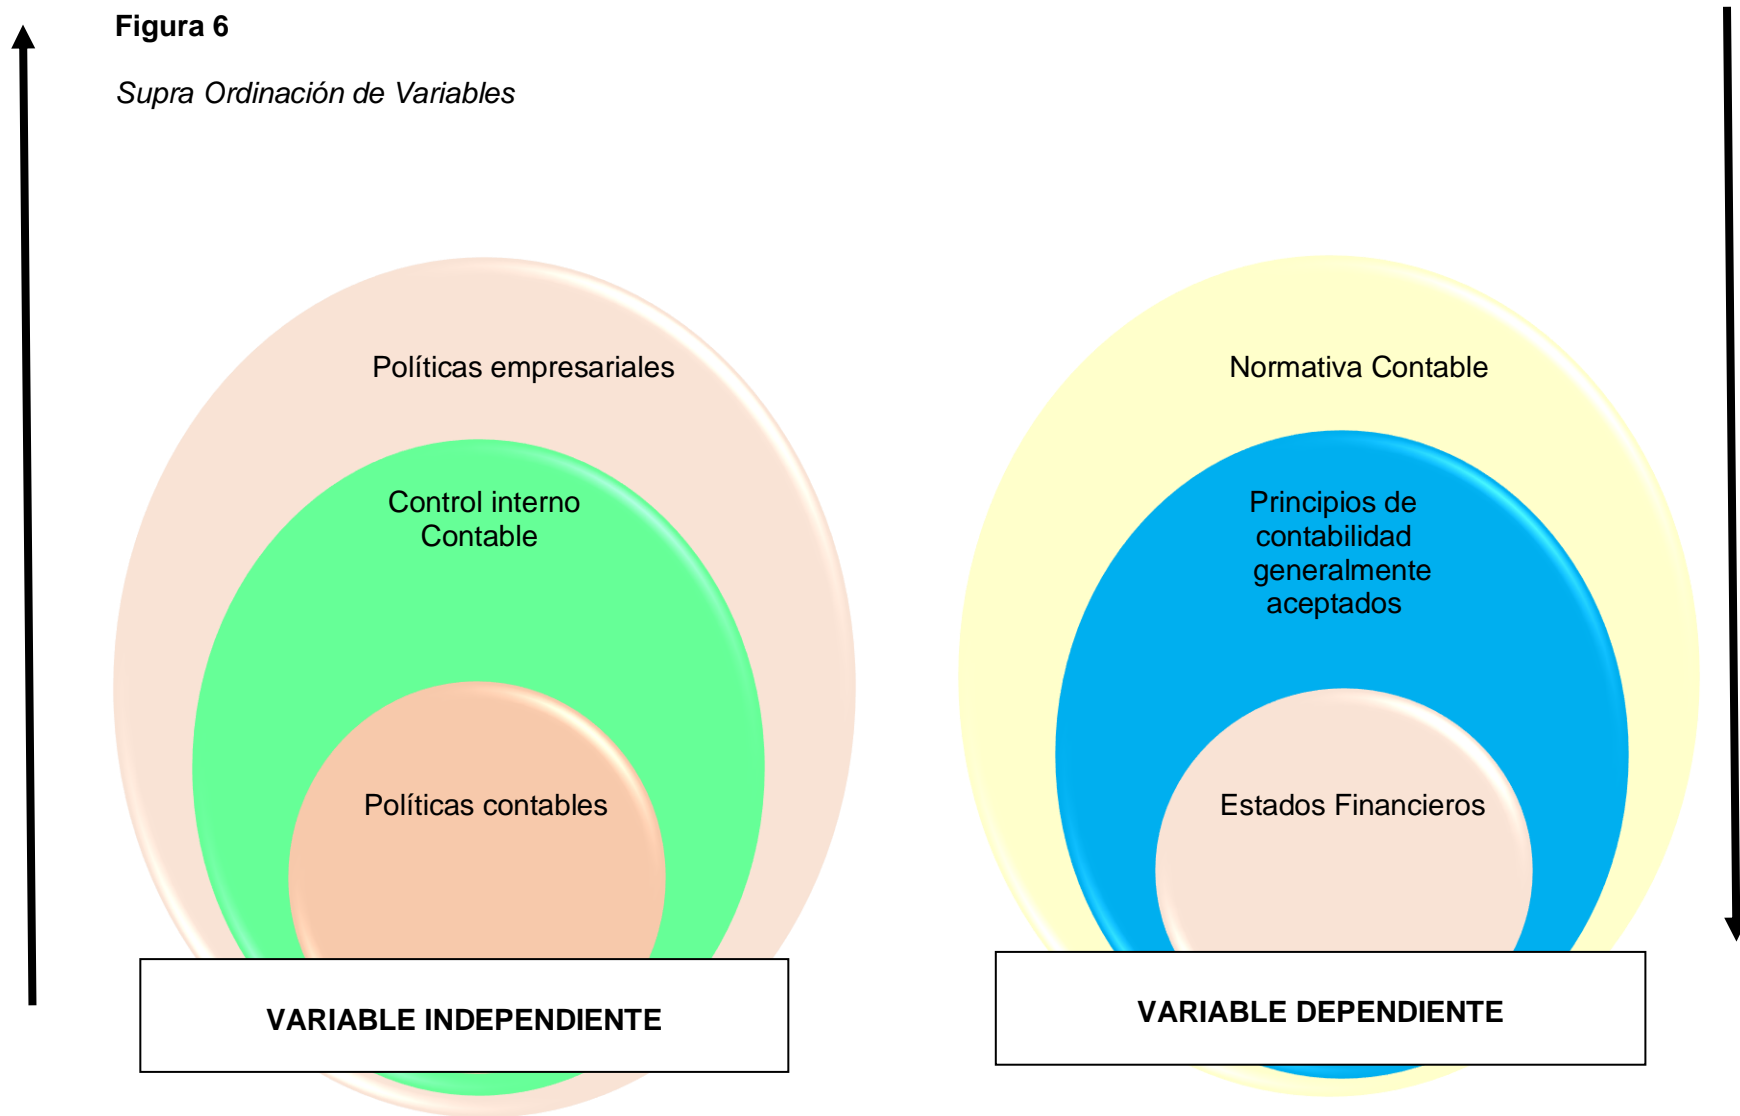 Figura 6
Supra Ordinación de Variables
Políticas empresariales
Control interno
Contable
Políticas contables
VARIABLE INDEPENDIENTE
Normativa Contable
Principios de
contabilidad
generalmente
aceptados
Estados Financieros
VARIABLE DEPENDIENTE